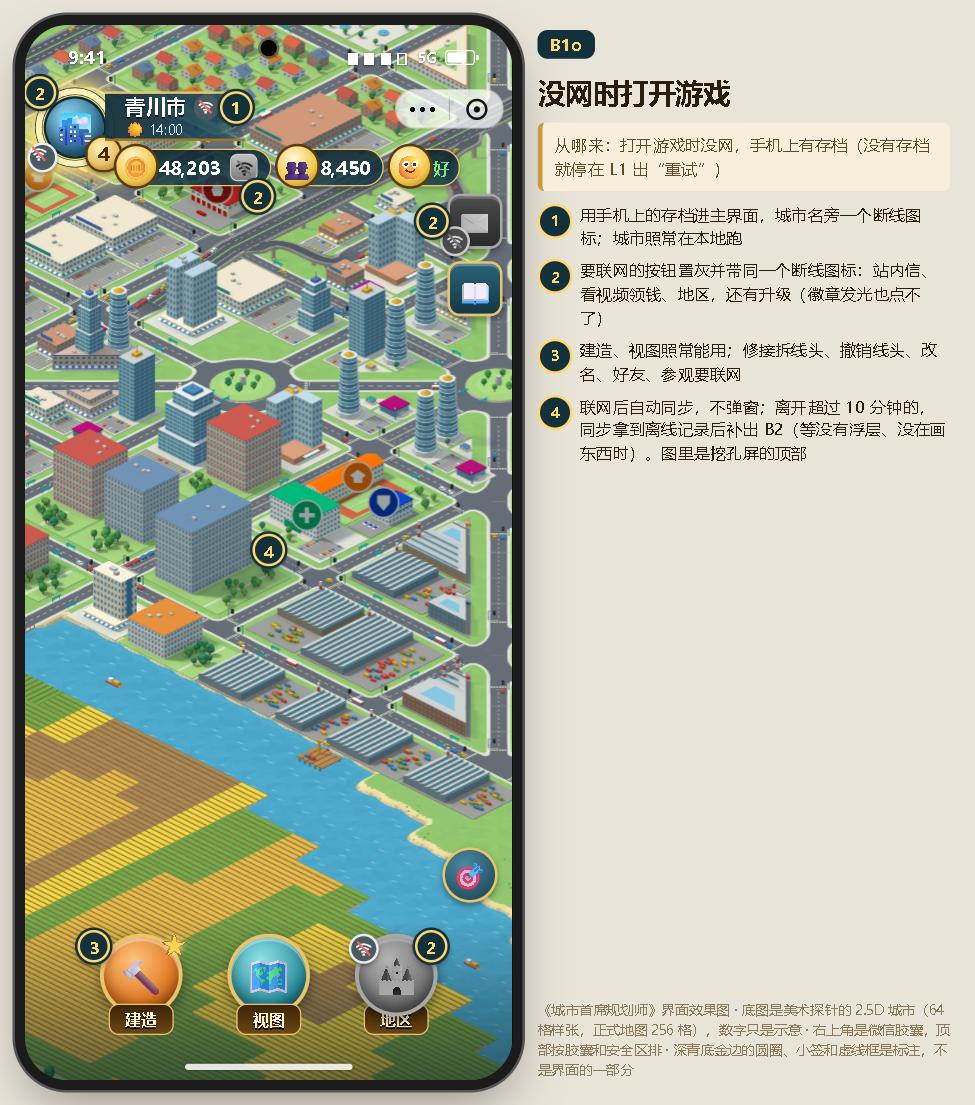 9:41
5G
2
青川市
1
14:00
4
48,203
8,450
好
2
2
4
3
2
建造
视图
地区
B1o
没网时打开游戏
从哪来：打开游戏时没网，手机上有存档（没有存档
就停在 L1 出“重试”）
1
用手机上的存档进主界面，城市名旁一个断线图
标；城市照常在本地跑
2
要联网的按钮置灰并带同一个断线图标：站内信、
看视频领钱、地区，还有升级（徽章发光也点不
了）
3
建造、视图照常能用；修接拆线头、撤销线头、改
名、好友、参观要联网
4
联网后自动同步，不弹窗；离开超过 10 分钟的，
同步拿到离线记录后补出 B2（等没有浮层、没在画
东西时）。图里是挖孔屏的顶部
《城市首席规划师》界面效果图 · 底图是美术探针的 2.5D 城市（64
格样张，正式地图 256 格），数字只是示意 · 右上角是微信胶囊，顶
部按胶囊和安全区排 · 深青底金边的圆圈、小签和虚线框是标注，不
是界面的一部分